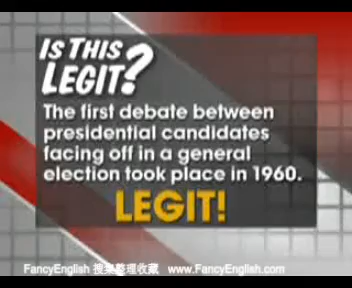 IS THIS
LEGIT?
The first debate between
presidential candidates
facing off in a general
election took place in 1960.
LEGIT!
FancyEnglish 搜集整理收藏 www.FancyEnglish.com